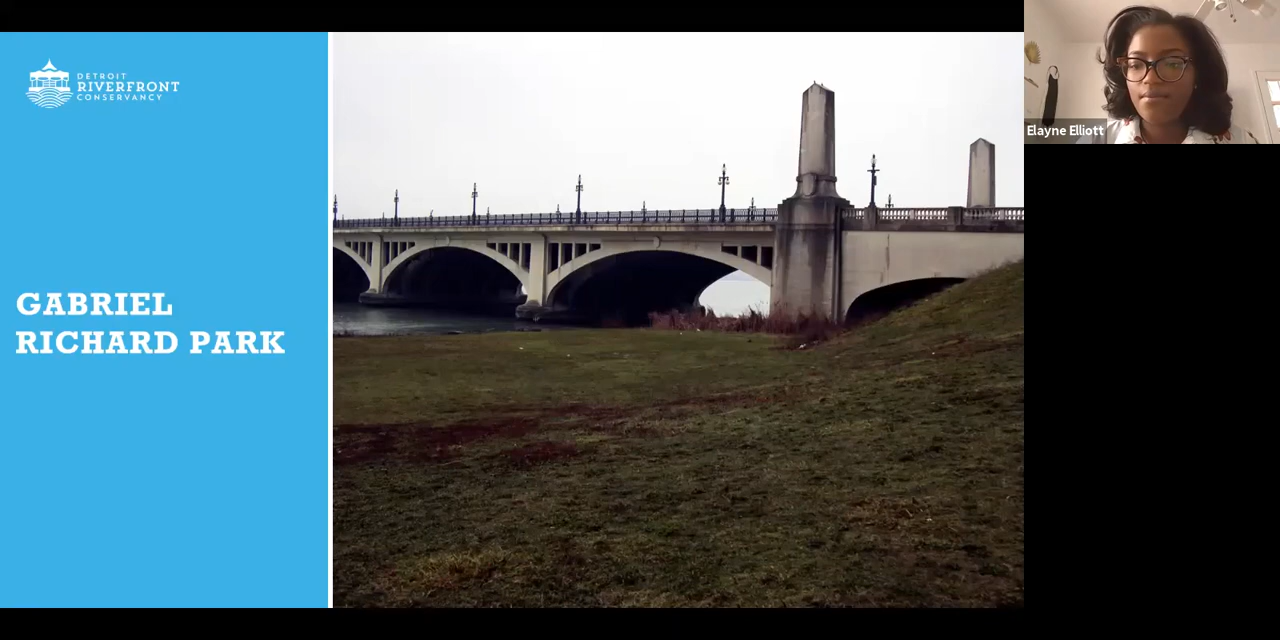 DETROIT
RIVERFRONT
CONSERVANCY
GABRIEL
RICHARD PARK
Elayne Elliott